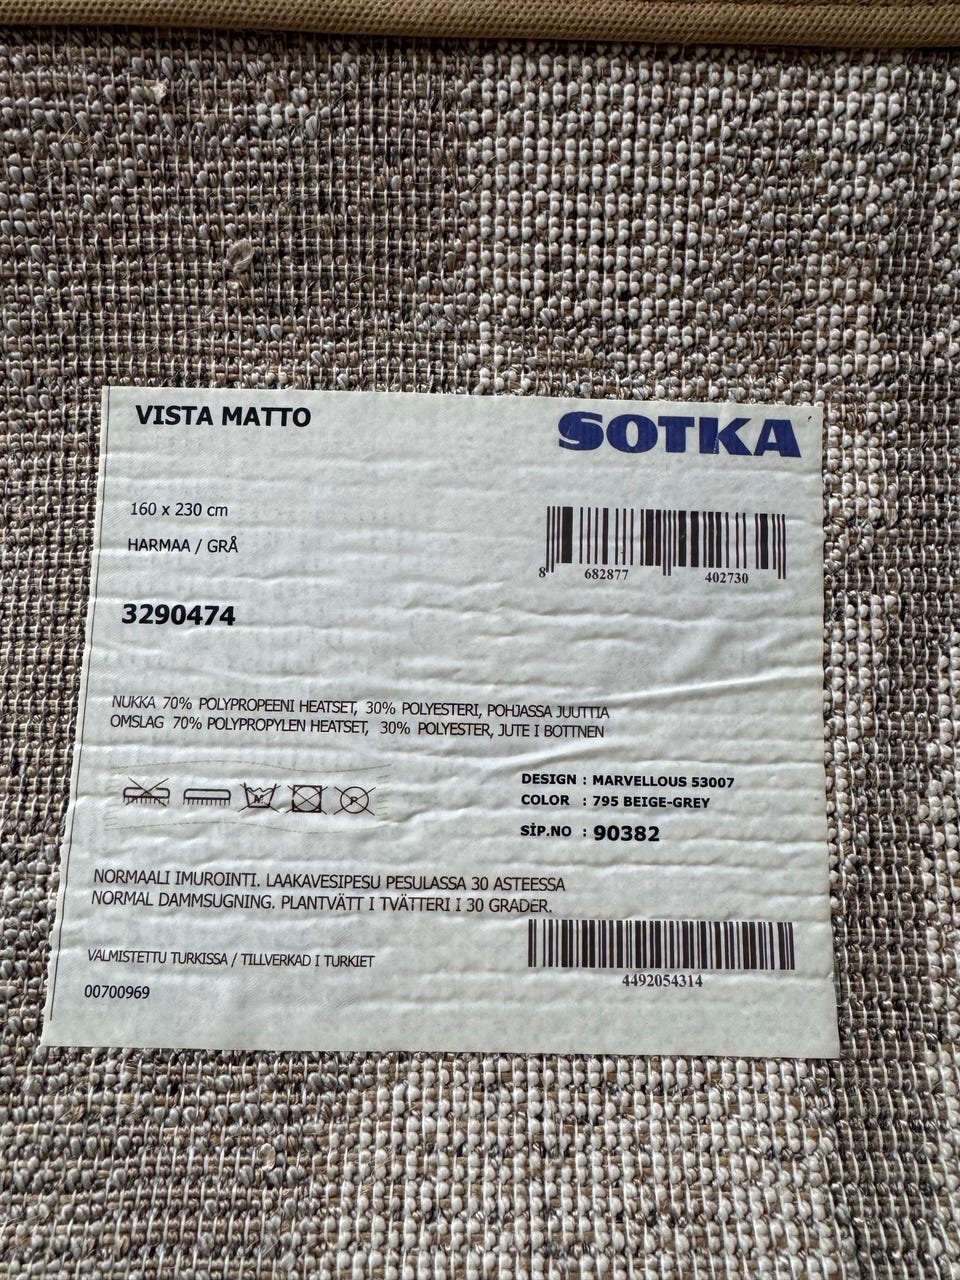 VISTA MATTO
SOTKA
160 x 230 cm
HARMAA / GRÅ
8 682877 402730
3290474
NUKKA 70% POLYPROPEENI HEATSET, 30% POLYESTERI, POHJASSA JUUTTIA
OMSLAG 70% POLYPROPYLEN HEATSET, 30% POLYESTER, JUTE I BOTTNEN
DESIGN : MARVELLOUS 53007
COLOR : 795 BEIGE-GREY
SİP.NO : 90382
NORMAALI IMUROINTI. LAAKAVESIPESU PESULASSA 30 ASTEESSA
NORMAL DAMMSUGNING. PLANTVÄTT I TVÄTTERI I 30 GRADER.
4492054314
VALMISTETTU TURKISSA / TILLVERKAD I TURKIET
00700969